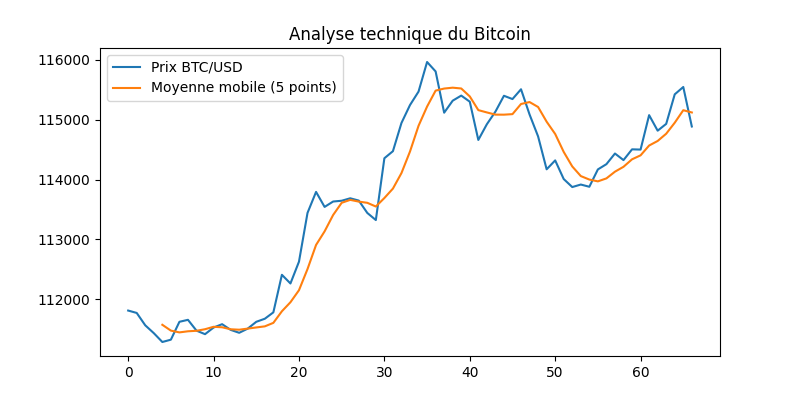 Analyse technique du Bitcoin
Prix BTC/USD
Moyenne mobile (5 points)
116000
115000
114000
113000
112000
0 10 20 30 40 50 60